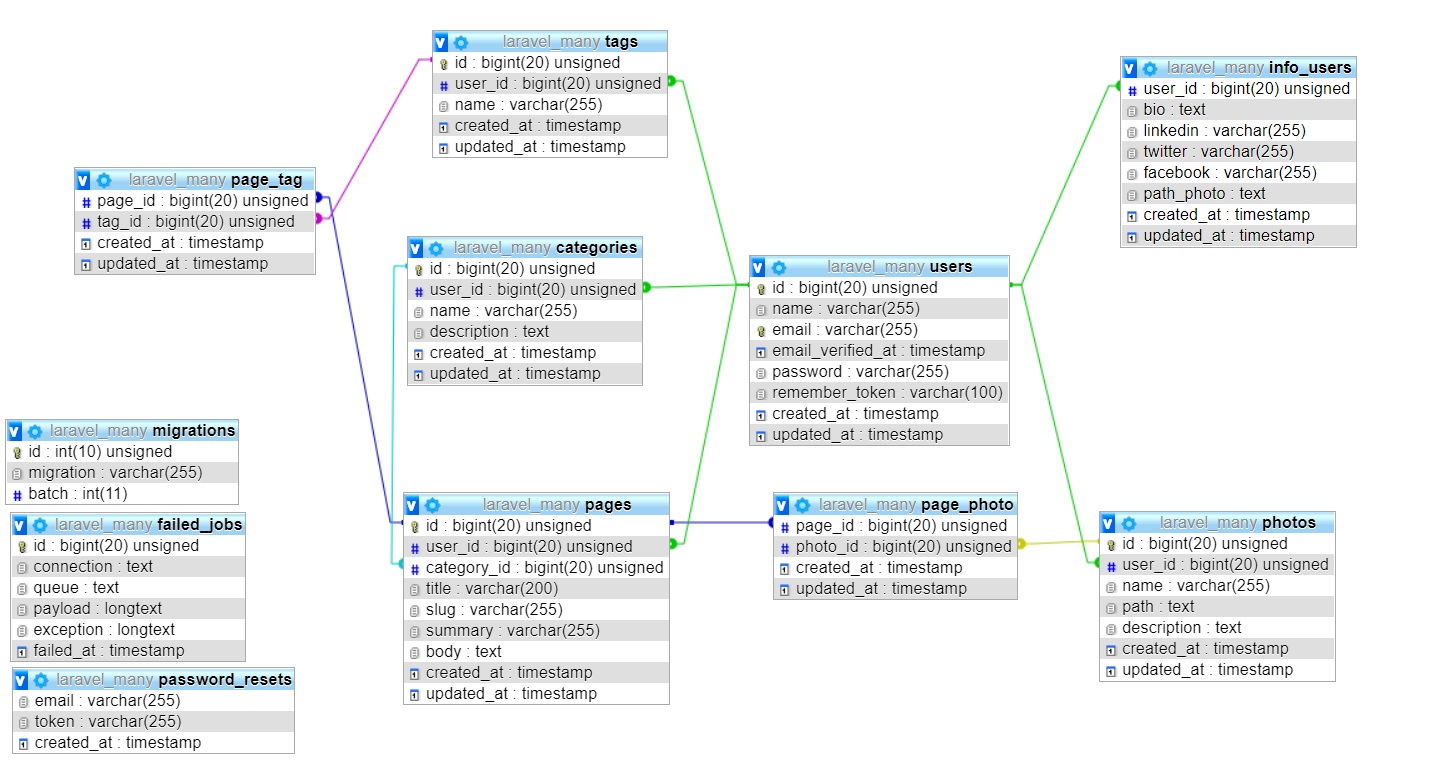 laravel_many tags
id : bigint(20) unsigned
user_id : bigint(20) unsigned
name : varchar(255)
created_at : timestamp
updated_at : timestamp
laravel_many info_users
user_id : bigint(20) unsigned
bio : text
linkedin : varchar(255)
twitter : varchar(255)
facebook : varchar(255)
path_photo : text
created_at : timestamp
updated_at : timestamp
laravel_many page_tag
page_id : bigint(20) unsigned
tag_id : bigint(20) unsigned
created_at : timestamp
updated_at : timestamp
laravel_many categories
id : bigint(20) unsigned
user_id : bigint(20) unsigned
name : varchar(255)
description : text
created_at : timestamp
updated_at : timestamp
laravel_many users
id : bigint(20) unsigned
name : varchar(255)
email : varchar(255)
email_verified_at : timestamp
password : varchar(255)
remember_token : varchar(100)
created_at : timestamp
updated_at : timestamp
laravel_many migrations
id : int(10) unsigned
migration : varchar(255)
batch : int(11)
laravel_many failed_jobs
id : bigint(20) unsigned
connection : text
queue : text
payload : longtext
exception : longtext
failed_at : timestamp
laravel_many password_resets
email : varchar(255)
token : varchar(255)
created_at : timestamp
laravel_many pages
id : bigint(20) unsigned
user_id : bigint(20) unsigned
category_id : bigint(20) unsigned
title : varchar(200)
slug : varchar(255)
summary : varchar(255)
body : text
created_at : timestamp
updated_at : timestamp
laravel_many page_photo
page_id : bigint(20) unsigned
photo_id : bigint(20) unsigned
created_at : timestamp
updated_at : timestamp
laravel_many photos
id : bigint(20) unsigned
user_id : bigint(20) unsigned
name : varchar(255)
path : text
description : text
created_at : timestamp
updated_at : timestamp